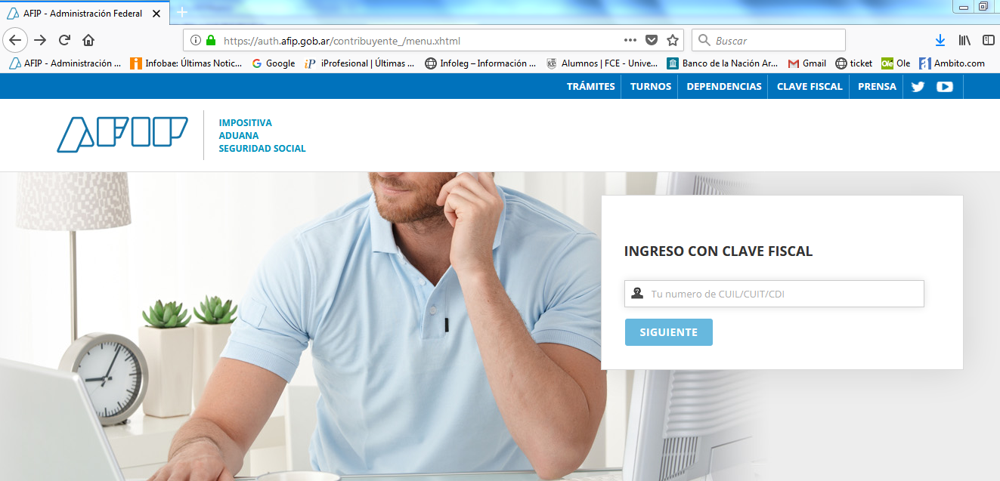 AFIP - Administración Federal
https://auth.afip.gob.ar/contribuyente_/menu.xhtml
Buscar
AFIP - Administración ... Infobae: Últimas Notic... Google iProfesional | Últimas ... Infoleg – Información ... Alumnos | FCE - Unive... Banco de la Nación Ar... Gmail ticket Ole Ambito.com
TRÁMITES TURNOS DEPENDENCIAS CLAVE FISCAL PRENSA
AFIP
IMPOSITIVA
ADUANA
SEGURIDAD SOCIAL
INGRESO CON CLAVE FISCAL
Tu numero de CUIL/CUIT/CDI
SIGUIENTE